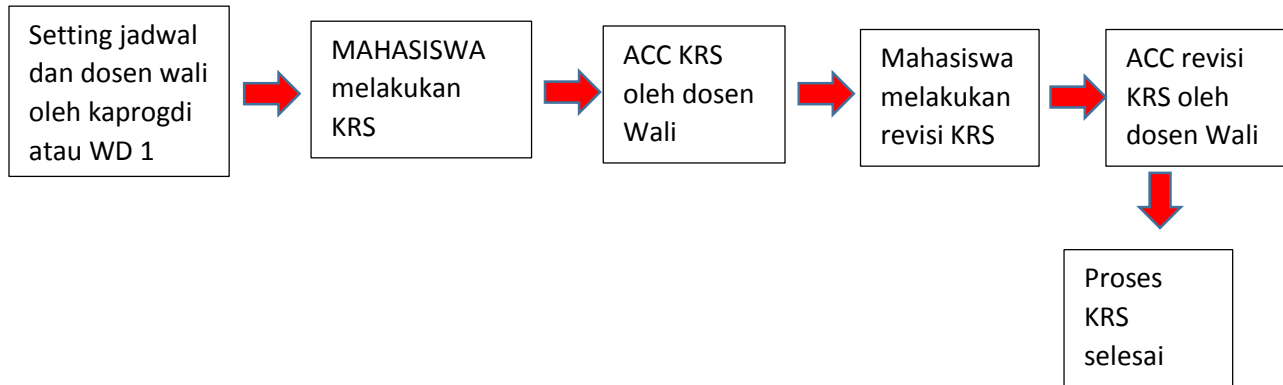 Setting jadwal
dan dosen wali
oleh kaprogdi
atau WD 1
MAHASISWA
melakukan
KRS
ACC KRS
oleh dosen
Wali
Mahasiswa
melakukan
revisi KRS
ACC revisi
KRS oleh
dosen Wali
Proses
KRS
selesai